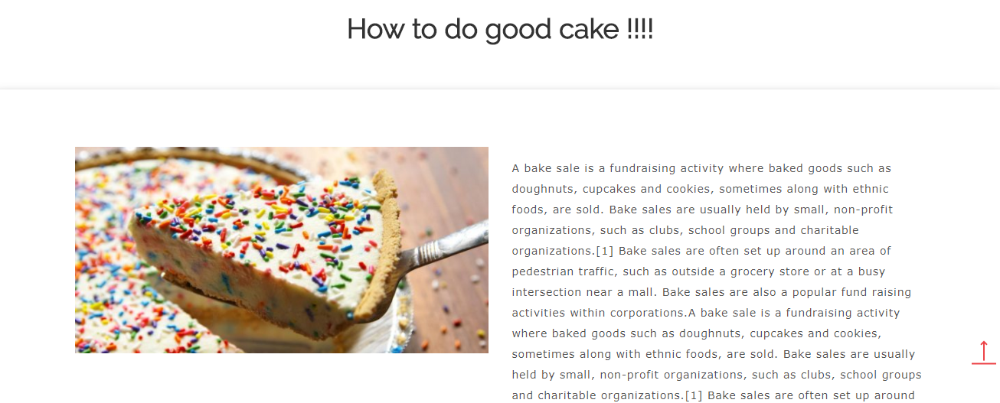 How to do good cake !!!!
A bake sale is a fundraising activity where baked goods such as
doughnuts, cupcakes and cookies, sometimes along with ethnic
foods, are sold. Bake sales are usually held by small, non-profit
organizations, such as clubs, school groups and charitable
organizations.[1] Bake sales are often set up around an area of
pedestrian traffic, such as outside a grocery store or at a busy
intersection near a mall. Bake sales are also a popular fund raising
activities within corporations.A bake sale is a fundraising activity
where baked goods such as doughnuts, cupcakes and cookies,
sometimes along with ethnic foods, are sold. Bake sales are usually
held by small, non-profit organizations, such as clubs, school groups
and charitable organizations.[1] Bake sales are often set up around